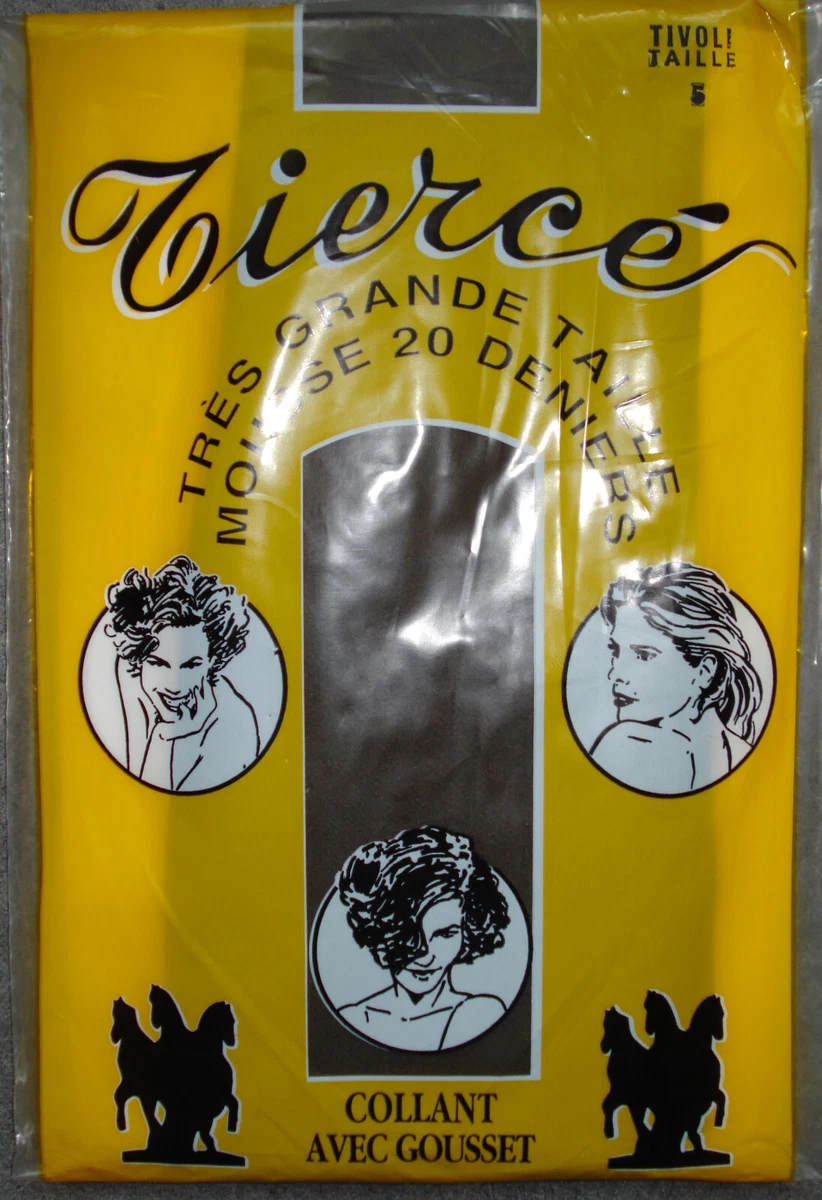 TIVOLI
TAILLE
5
Tiercé
TRÈS GRANDE TAILLE
MOUSSE 20 DENIERS
COLLANT
AVEC GOUSSET